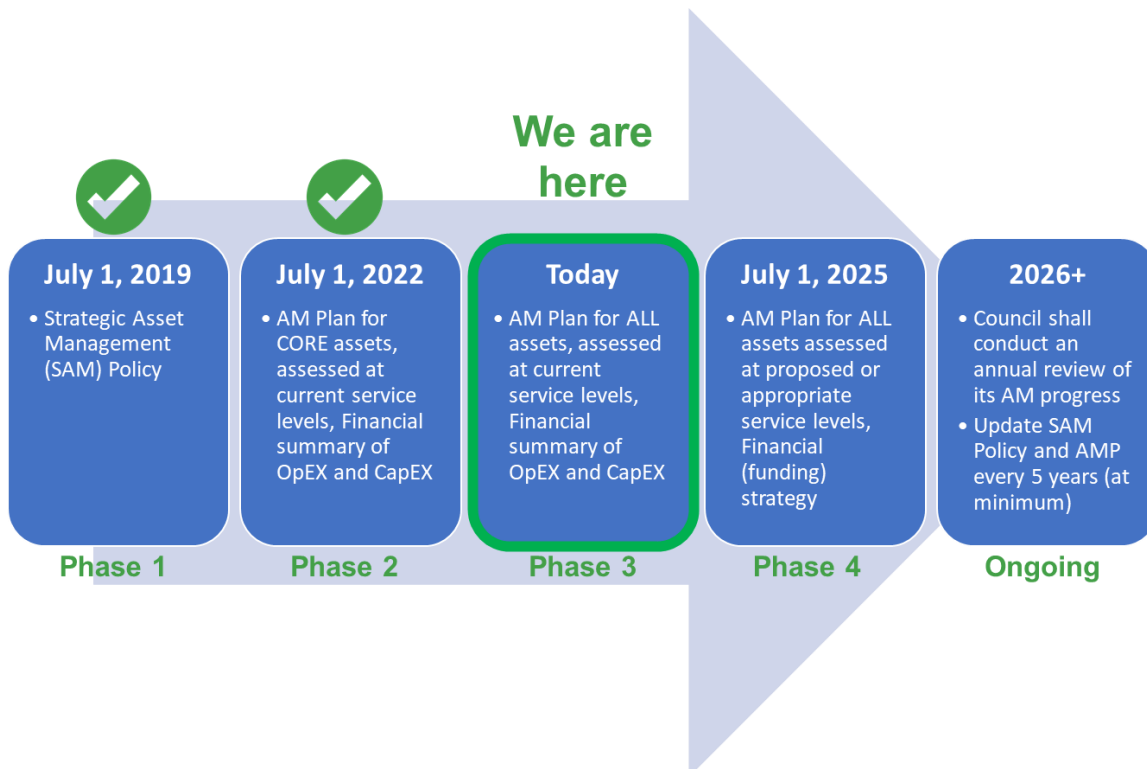 We are
here
July 1, 2019
• Strategic Asset
Management
(SAM) Policy
Phase 1
July 1, 2022
• AM Plan for
CORE assets,
assessed at
current service
levels, Financial
summary of
OpEX and CapEX
Phase 2
Today
• AM Plan for ALL
assets, assessed
at current
service levels,
Financial
summary of
OpEX and CapEX
Phase 3
July 1, 2025
• AM Plan for ALL
assets assessed
at proposed or
appropriate
service levels,
Financial
(funding)
strategy
Phase 4
2026+
• Council shall
conduct an
annual review of
its AM progress
• Update SAM
Policy and AMP
every 5 years (at
minimum)
Ongoing